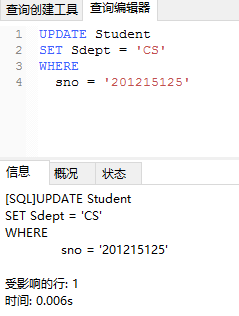 查询创建工具 查询编辑器
1 UPDATE Student
2 SET Sdept = 'CS'
3 WHERE
4 sno = '201215125'
信息 概况 状态
[SQL]UPDATE Student
SET Sdept = 'CS'
WHERE
sno = '201215125'
受影响的行: 1
时间: 0.006s